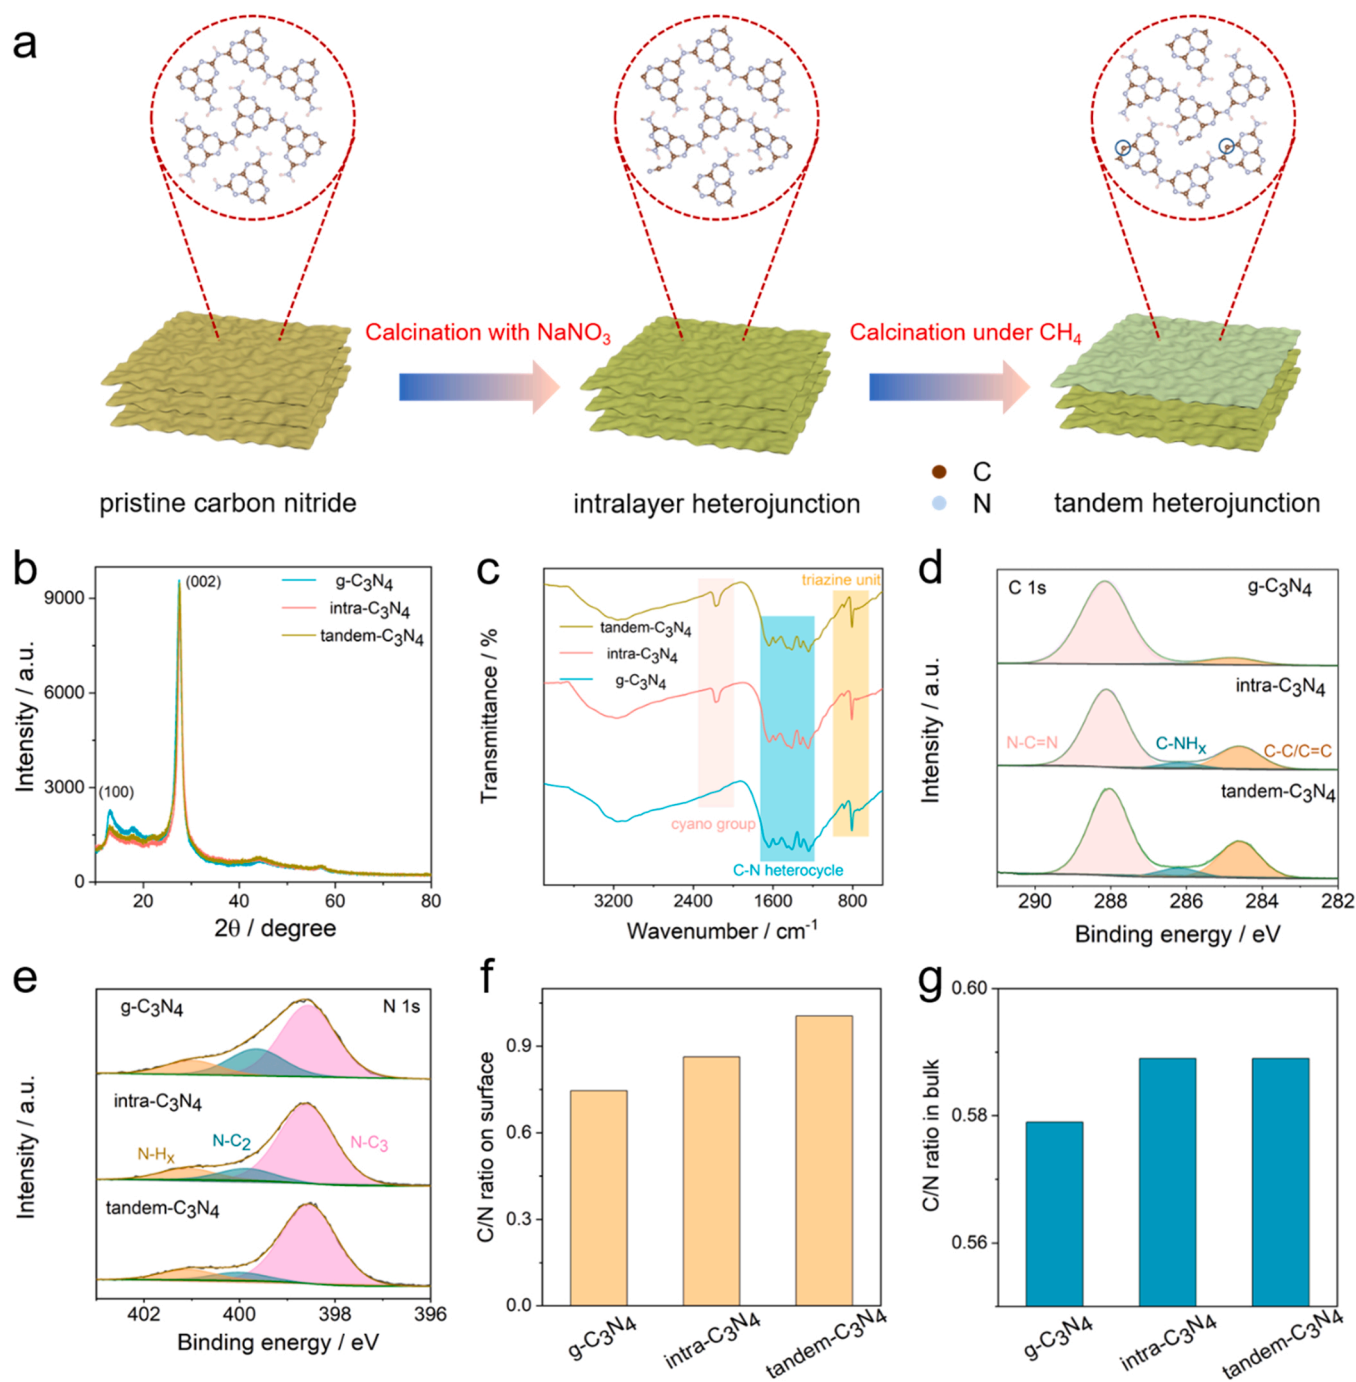 a
Calcination with NaNO₃
Calcination under CH₄
C
N
pristine carbon nitride
intralayer heterojunction
tandem heterojunction
b
(002)
(100)
g-C₃N₄
intra-C₃N₄
tandem-C₃N₄
9000
6000
3000
0
20
40
60
80
Intensity / a.u.
2θ / degree
c
triazine unit
tandem-C₃N₄
intra-C₃N₄
g-C₃N₄
cyano group
C-N heterocycle
3200
2400
1600
800
Transmittance / %
Wavenumber / cm⁻¹
d
C 1s
g-C₃N₄
intra-C₃N₄
N-C=N
C-NHₓ
C-C/C=C
tandem-C₃N₄
290
288
286
284
282
Intensity / a.u.
Binding energy / eV
e
g-C₃N₄
N 1s
intra-C₃N₄
N-Hₓ
N-C₂
N-C₃
tandem-C₃N₄
402
400
398
396
Intensity / a.u.
Binding energy / eV
f
0.9
0.6
0.3
0.0
C/N ratio on surface
g-C₃N₄
intra-C₃N₄
tandem-C₃N₄
g
0.60
0.58
0.56
C/N ratio in bulk
g-C₃N₄
intra-C₃N₄
tandem-C₃N₄